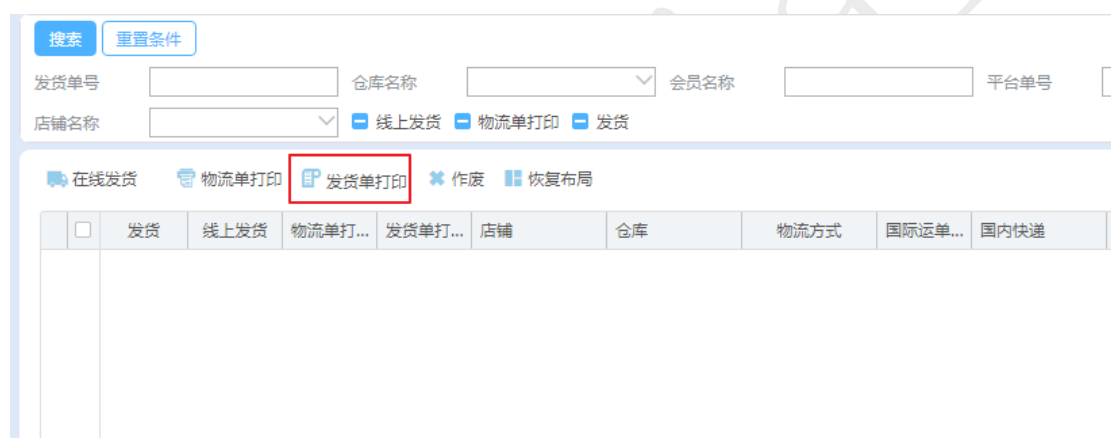 搜索 重置条件
发货单号 仓库名称 会员名称 平台单号
店铺名称 线上发货 物流单打印 发货
在线发货 物流单打印 发货单打印 作废 恢复布局
发货 线上发货 物流单打... 发货单打... 店铺 仓库 物流方式 国际运单... 国内快递